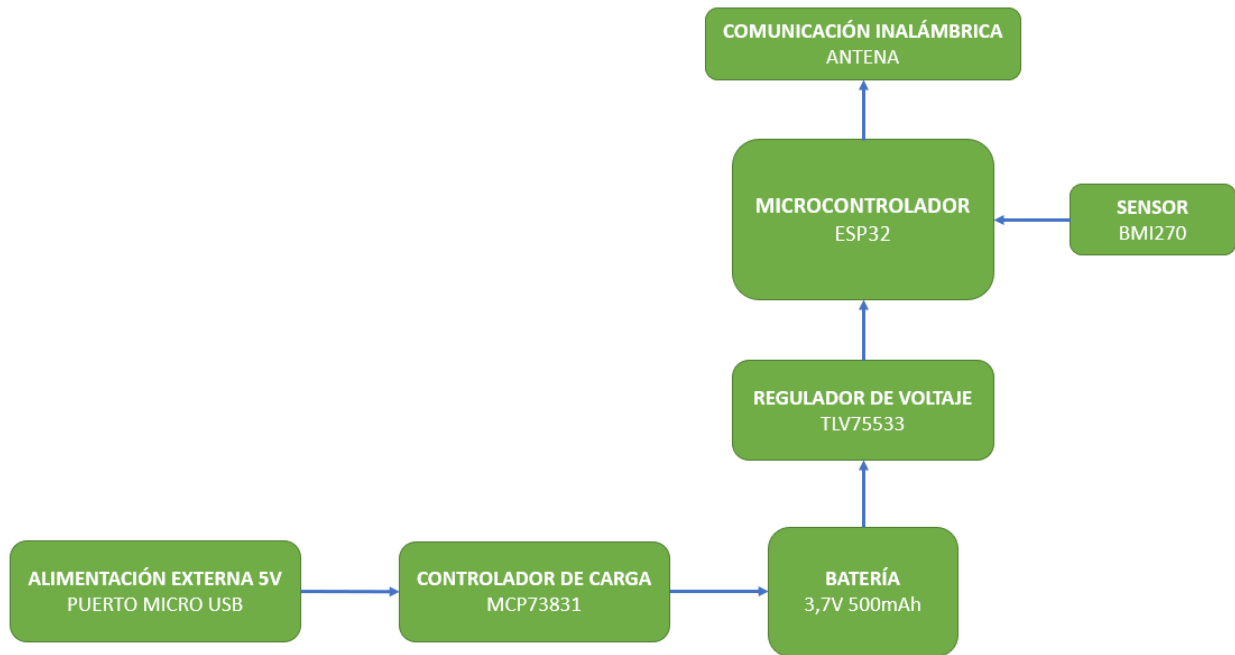 COMUNICACIÓN INALÁMBRICA
ANTENA
MICROCONTROLADOR
ESP32
SENSOR
BMI270
REGULADOR DE VOLTAJE
TLV75533
ALIMENTACIÓN EXTERNA 5V
PUERTO MICRO USB
CONTROLADOR DE CARGA
MCP73831
BATERÍA
3,7V 500mAh